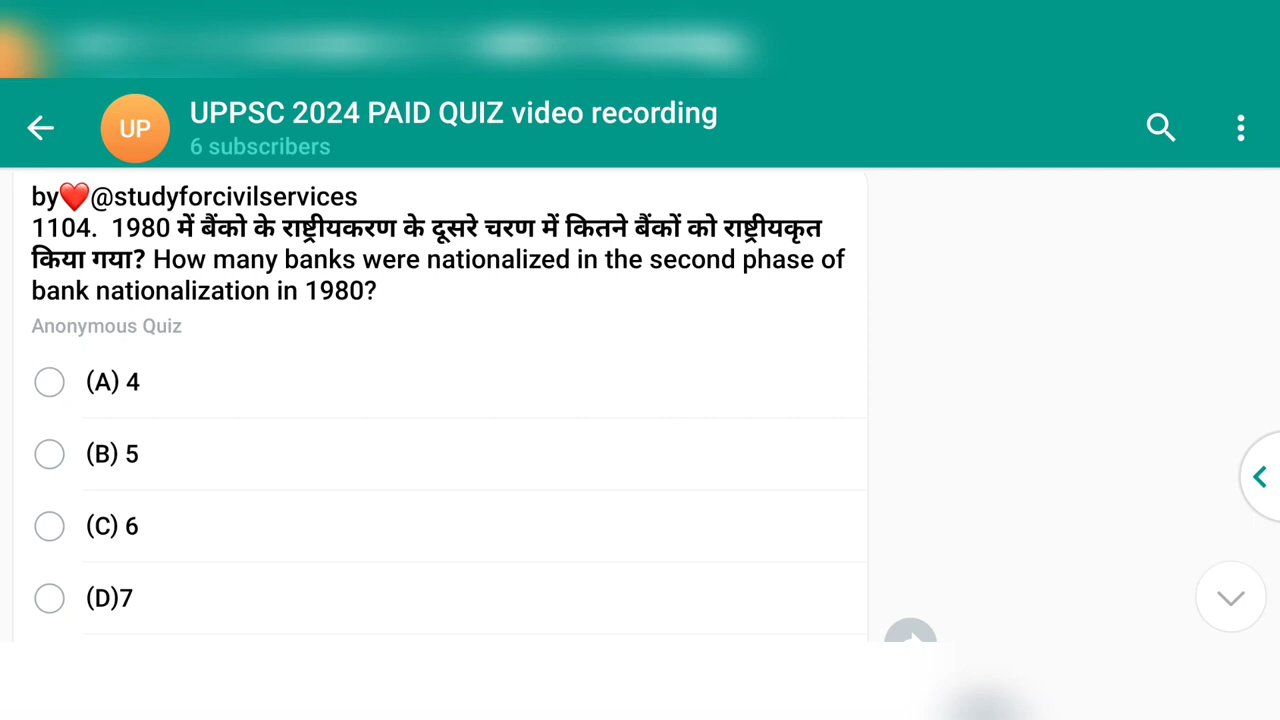 UP
UPPSC 2024 PAID QUIZ video recording
6 subscribers
by❤️@studyforcivilservices
1104. 1980 में बैंको के राष्ट्रीयकरण के दूसरे चरण में कितने बैंकों को राष्ट्रीयकृत
किया गया? How many banks were nationalized in the second phase of
bank nationalization in 1980?
Anonymous Quiz
(A) 4
(B) 5
(C) 6
(D)7